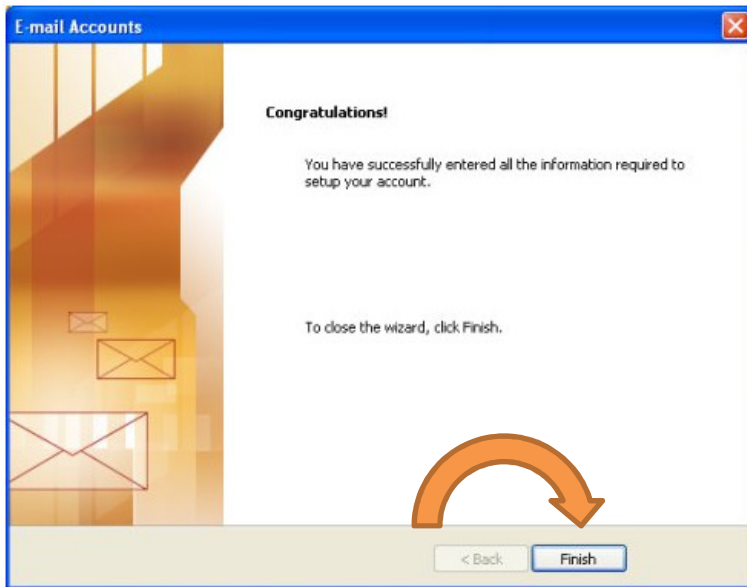 E-mail Accounts
Congratulations!
You have successfully entered all the information required to
setup your account.
To close the wizard, click Finish.
< Back
Finish